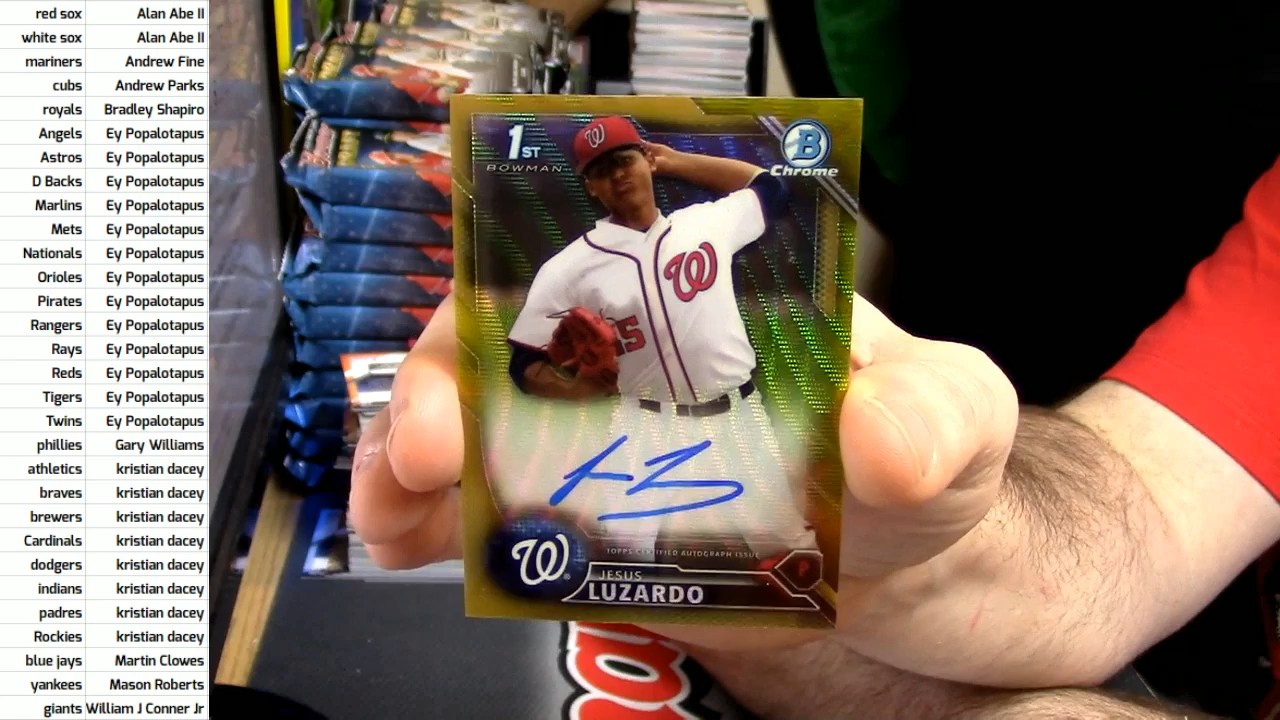 red sox Alan Abe II
white sox Alan Abe II
mariners Andrew Fine
cubs Andrew Parks
royals Bradley Shapiro
Angels Ey Popalotapus
Astros Ey Popalotapus
D Backs Ey Popalotapus
Marlins Ey Popalotapus
Mets Ey Popalotapus
Nationals Ey Popalotapus
Orioles Ey Popalotapus
Pirates Ey Popalotapus
Rangers Ey Popalotapus
Rays Ey Popalotapus
Reds Ey Popalotapus
Tigers Ey Popalotapus
Twins Ey Popalotapus
phillies Gary Williams
athletics kristian dacey
braves kristian dacey
brewers kristian dacey
Cardinals kristian dacey
dodgers kristian dacey
indians kristian dacey
padres kristian dacey
Rockies kristian dacey
blue jays Martin Clowes
yankees Mason Roberts
giants William J Conner Jr
1ST
BOWMAN
B
Chrome
W
W
TOPPS CERTIFIED AUTOGRAPH ISSUE
W
P
JESUS
LUZARDO